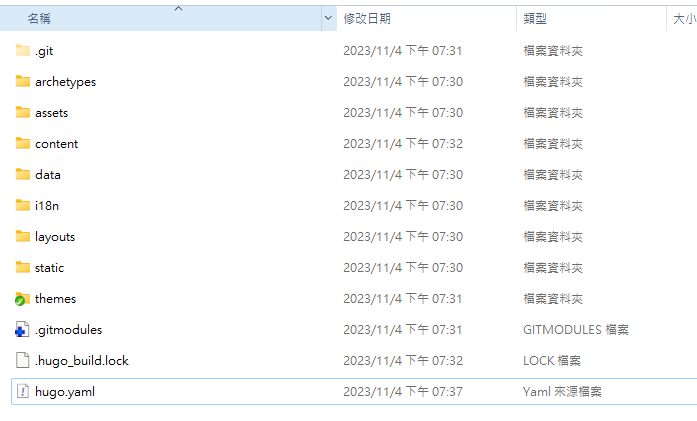 名稱 修改日期 類型 大小
.git 2023/11/4 下午 07:31 檔案資料夾
archetypes 2023/11/4 下午 07:30 檔案資料夾
assets 2023/11/4 下午 07:30 檔案資料夾
content 2023/11/4 下午 07:32 檔案資料夾
data 2023/11/4 下午 07:30 檔案資料夾
i18n 2023/11/4 下午 07:30 檔案資料夾
layouts 2023/11/4 下午 07:30 檔案資料夾
static 2023/11/4 下午 07:30 檔案資料夾
themes 2023/11/4 下午 07:31 檔案資料夾
.gitmodules 2023/11/4 下午 07:31 GITMODULES 檔案
.hugo_build.lock 2023/11/4 下午 07:32 LOCK 檔案
hugo.yaml 2023/11/4 下午 07:37 Yaml 來源檔案